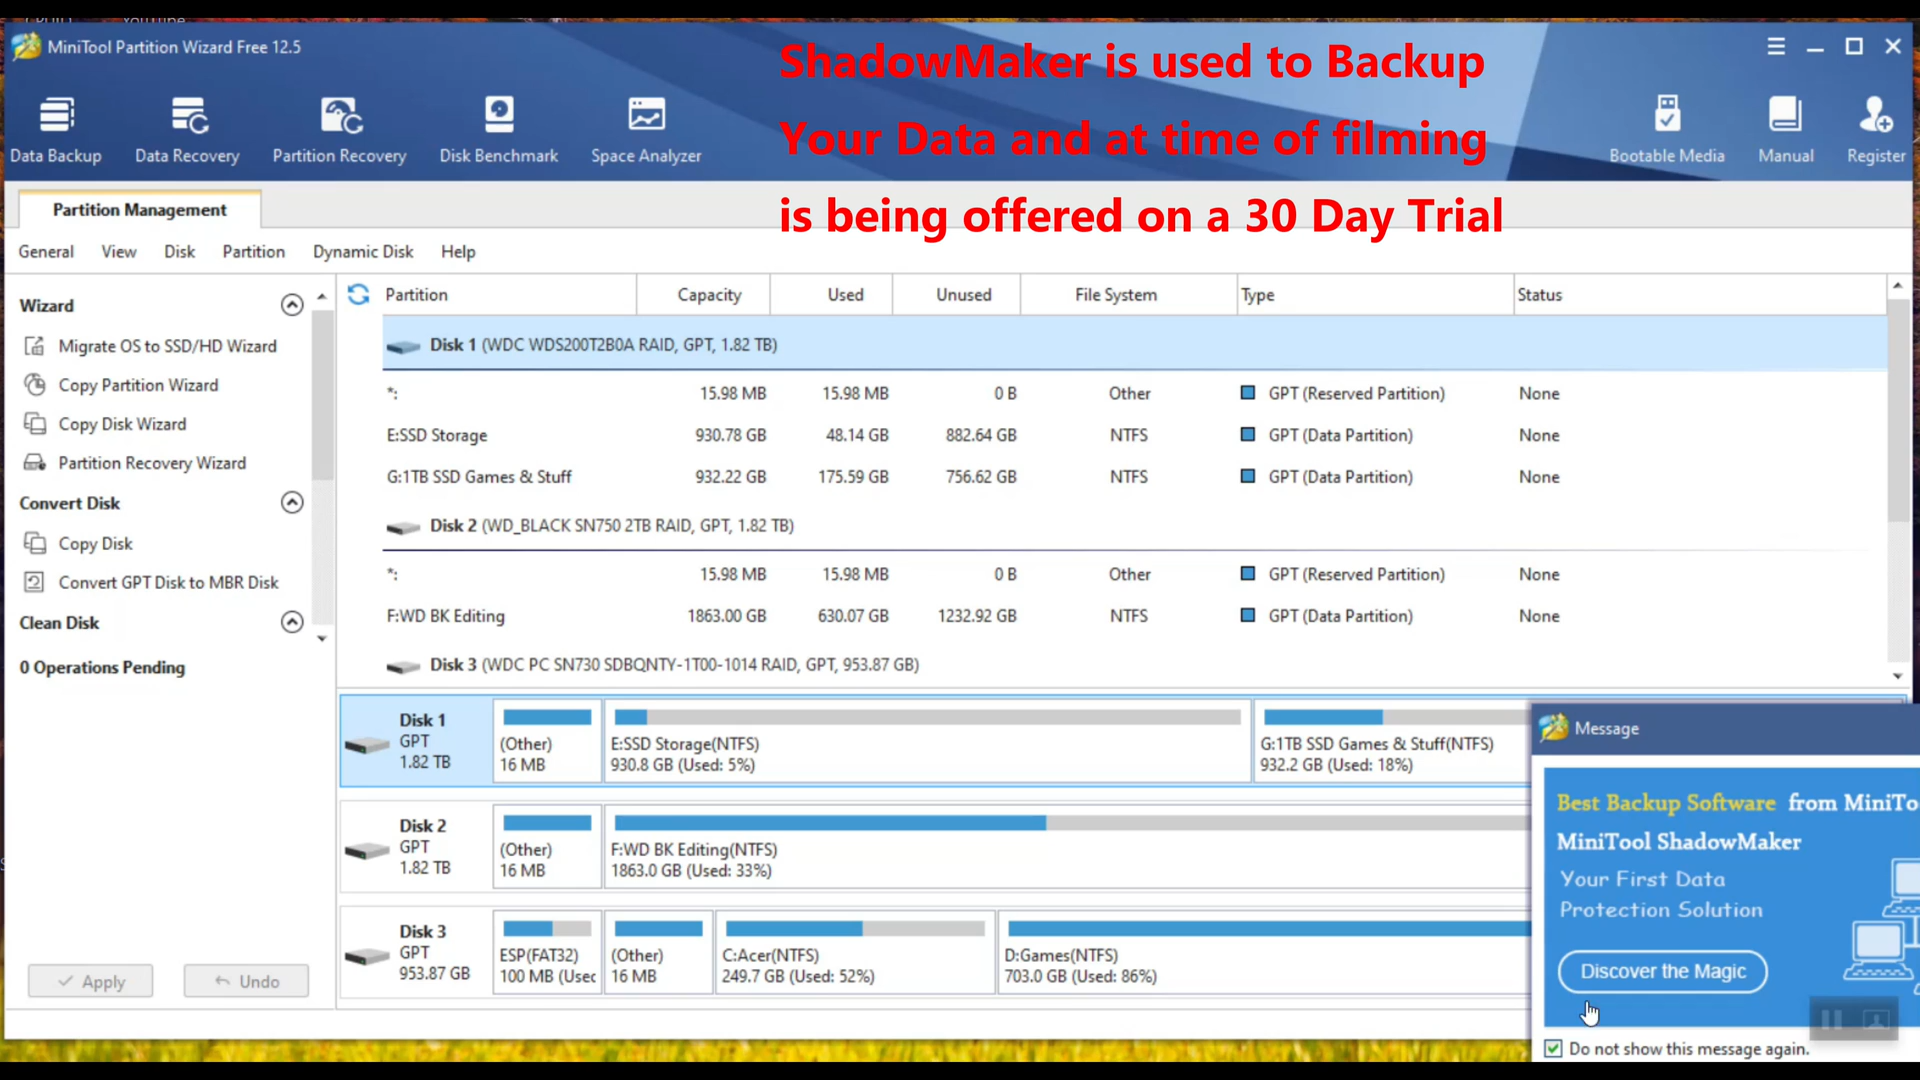 YouTube
MiniTool Partition Wizard Free 12.5
ShadowMaker is used to Backup
Your Data and at time of filming
is being offered on a 30 Day Trial
Data Backup Data Recovery Partition Recovery Disk Benchmark Space Analyzer Bootable Media Manual Register
Partition Management
General View Disk Partition Dynamic Disk Help
Wizard
Migrate OS to SSD/HD Wizard
Copy Partition Wizard
Copy Disk Wizard
Partition Recovery Wizard
Convert Disk
Copy Disk
Convert GPT Disk to MBR Disk
Clean Disk
0 Operations Pending
Apply Undo
Partition Capacity Used Unused File System Type Status
Disk 1 (WDC WDS200T2B0A RAID, GPT, 1.82 TB)
*: 15.98 MB 15.98 MB 0 B Other GPT (Reserved Partition) None
E:SSD Storage 930.78 GB 48.14 GB 882.64 GB NTFS GPT (Data Partition) None
G:1TB SSD Games & Stuff 932.22 GB 175.59 GB 756.62 GB NTFS GPT (Data Partition) None
Disk 2 (WD_BLACK SN750 2TB RAID, GPT, 1.82 TB)
*: 15.98 MB 15.98 MB 0 B Other GPT (Reserved Partition) None
F:WD BK Editing 1863.00 GB 630.07 GB 1232.92 GB NTFS GPT (Data Partition) None
Disk 3 (WDC PC SN730 SDBQNTY-1T00-1014 RAID, GPT, 953.87 GB)
Disk 1
GPT
1.82 TB
(Other)
16 MB
E:SSD Storage(NTFS)
930.8 GB (Used: 5%)
G:1TB SSD Games & Stuff(NTFS)
932.2 GB (Used: 18%)
Disk 2
GPT
1.82 TB
(Other)
16 MB
F:WD BK Editing(NTFS)
1863.0 GB (Used: 33%)
Disk 3
GPT
953.87 GB
ESP(FAT32)
100 MB (Usec
(Other)
16 MB
C:Acer(NTFS)
249.7 GB (Used: 52%)
D:Games(NTFS)
703.0 GB (Used: 86%)
Message
Best Backup Software from MiniTo
MiniTool ShadowMaker
Your First Data
Protection Solution
Discover the Magic
Do not show this message again.